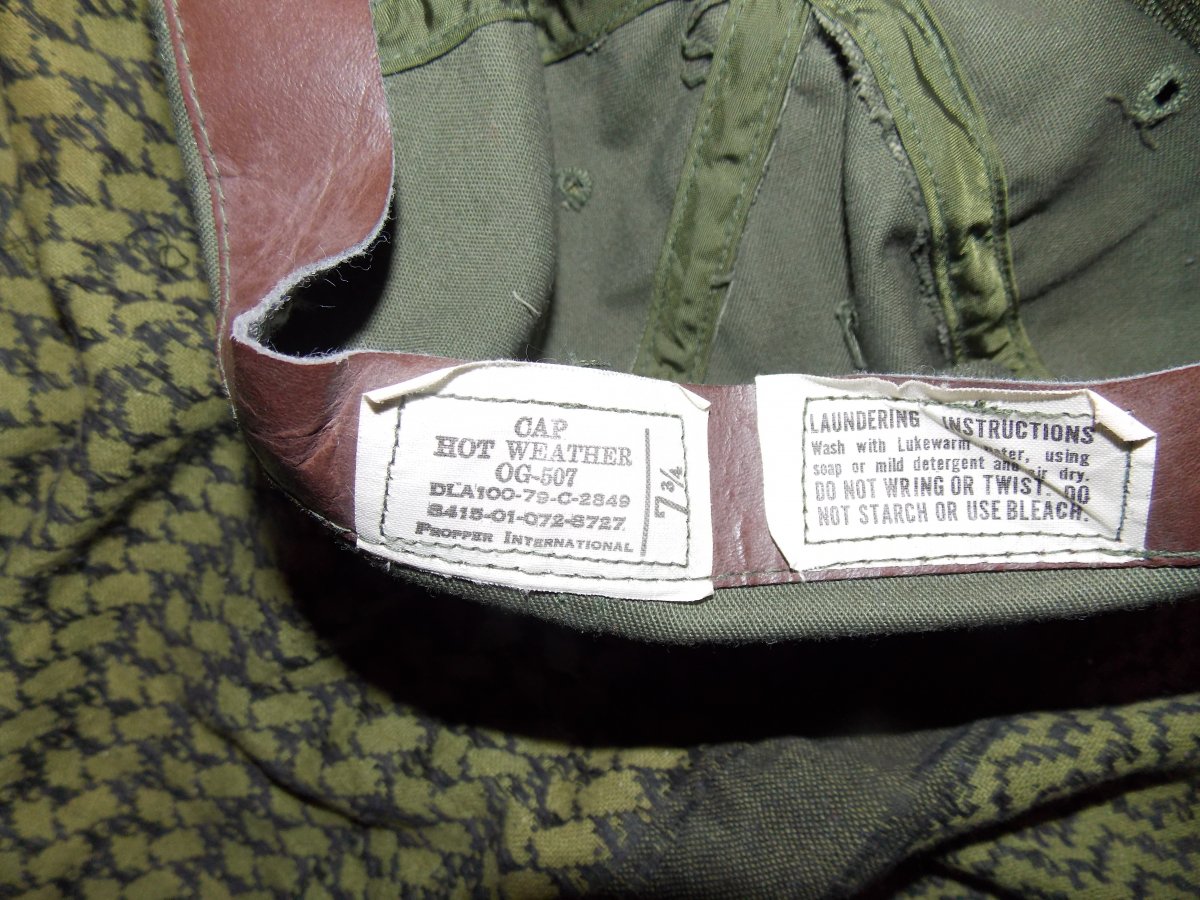 CAP
HOT WEATHER
OG-507
DLA100-79-C-2849
8415-01-072-8727
PROPPER INTERNATIONAL
7 3/4
LAUNDERING INSTRUCTIONS
Wash with Lukewarm water, using
soap or mild detergent and air dry.
DO NOT WRING OR TWIST. DO
NOT STARCH OR USE BLEACH.